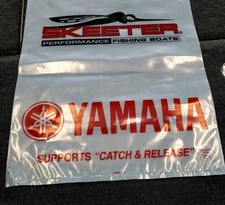 SKEETER
PERFORMANCE FISHING BOATS
YAMAHA
SUPPORTS "CATCH & RELEASE"